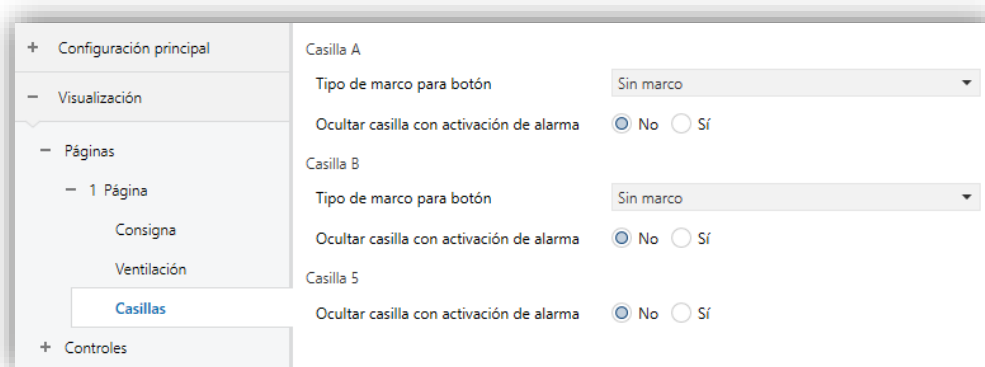 + Configuración principal
− Visualización
− Páginas
− 1 Página
Consigna
Ventilación
Casillas
+ Controles
Casilla A
Tipo de marco para botón Sin marco
Ocultar casilla con activación de alarma No Sí
Casilla B
Tipo de marco para botón Sin marco
Ocultar casilla con activación de alarma No Sí
Casilla 5
Ocultar casilla con activación de alarma No Sí